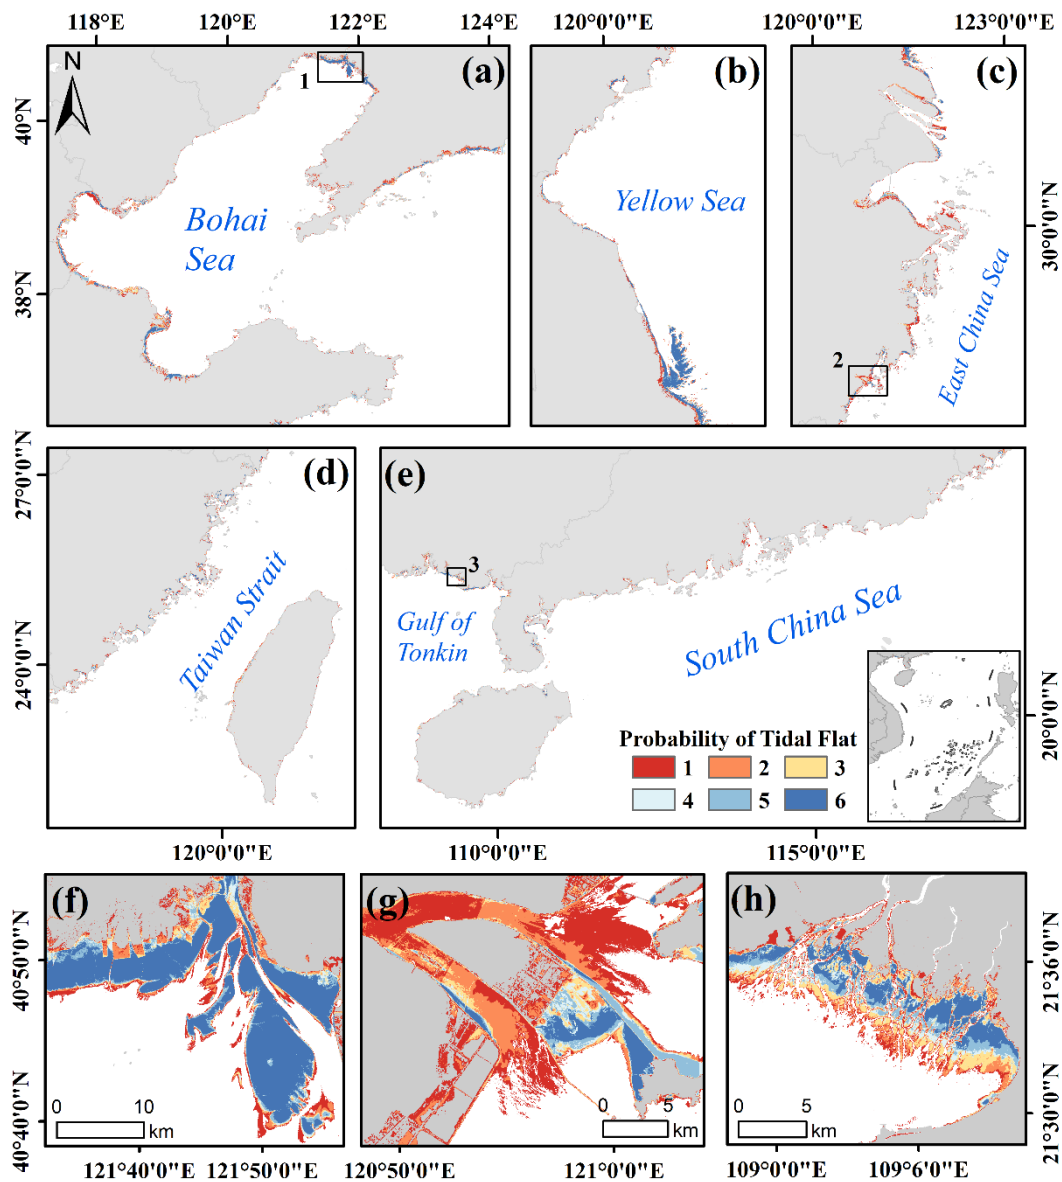 118°E
120°E
122°E
124°E
120°0'0"E
120°0'0"E
123°0'0"E
N
1
(a)
(b)
(c)
40°N
38°N
Bohai
Sea
Yellow Sea
East China Sea
2
30°0'0"N
27°0'0"N
24°0'0"N
(d)
Taiwan Strait
(e)
3
Gulf of
Tonkin
South China Sea
20°0'0"N
Probability of Tidal Flat
1
2
3
4
5
6
120°0'0"E
110°0'0"E
115°0'0"E
(f)
(g)
(h)
40°50'0"N
40°40'0"N
21°36'0"N
21°30'0"N
0
10
km
0
5
km
0
5
km
121°40'0"E
121°50'0"E
120°50'0"E
121°0'0"E
109°0'0"E
109°6'0"E